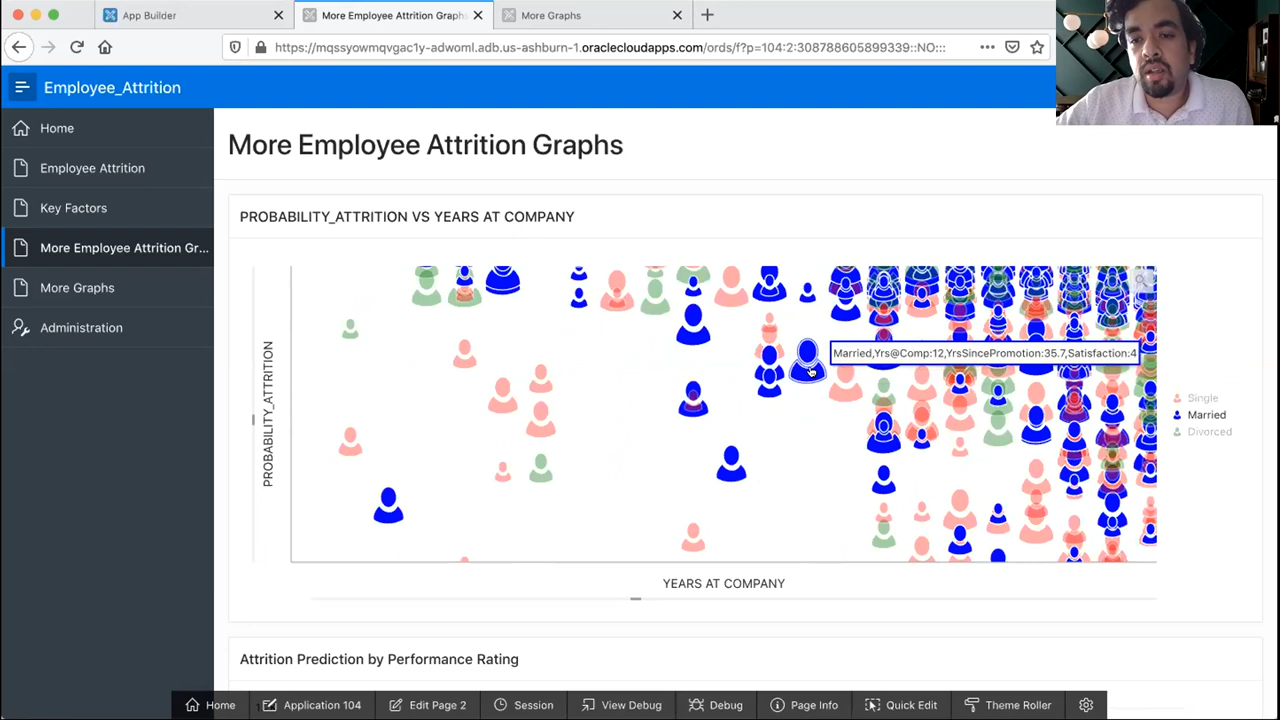 App Builder
More Employee Attrition Graphs
More Graphs
https://mqssyowmqvgac1y-adwoml.adb.us-ashburn-1.oraclecloudapps.com/ords/f?p=104:2:308788605899339::NO:::
Employee_Attrition
Home
Employee Attrition
Key Factors
More Employee Attrition Gr...
More Graphs
Administration
More Employee Attrition Graphs
PROBABILITY_ATTRITION VS YEARS AT COMPANY
PROBABILITY_ATTRITION
Married,Yrs@Comp:12,YrsSincePromotion:35.7,Satisfaction:4
Single
Married
Divorced
YEARS AT COMPANY
Attrition Prediction by Performance Rating
Home
Application 104
Edit Page 2
Session
View Debug
Debug
Page Info
Quick Edit
Theme Roller